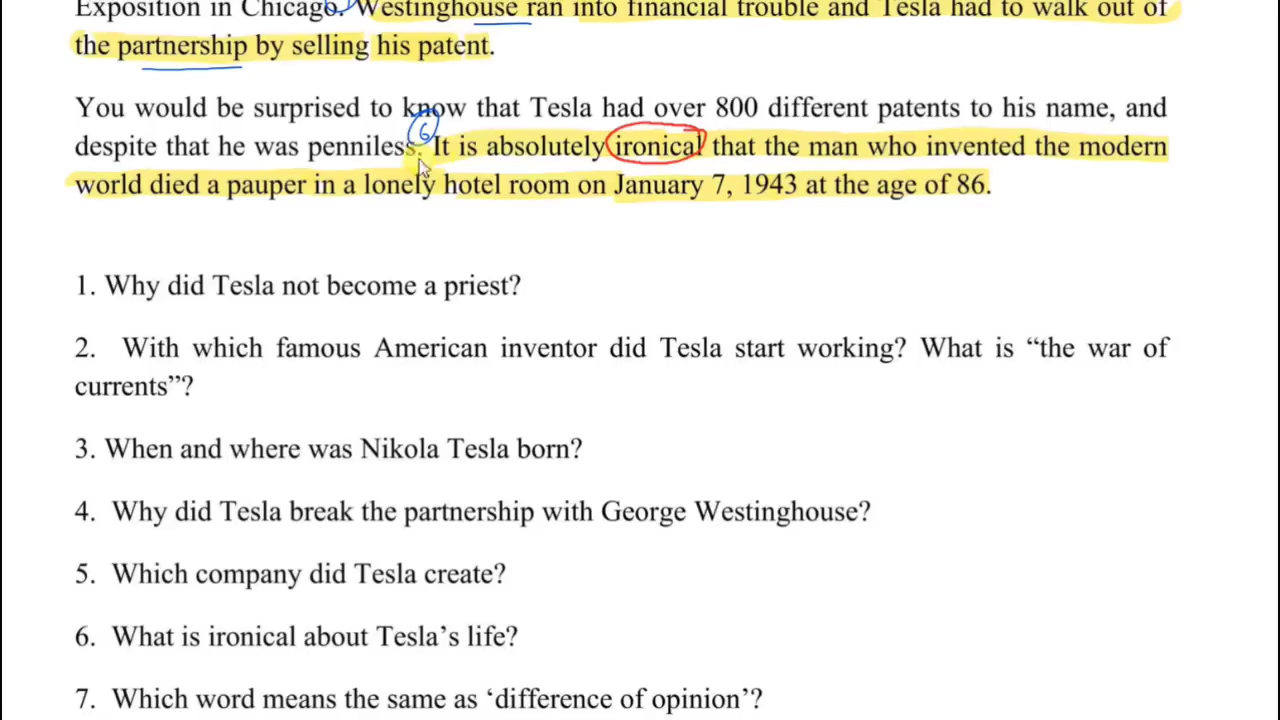 Exposition in Chicago. Westinghouse ran into financial trouble and Tesla had to walk out of
the partnership by selling his patent.
You would be surprised to know that Tesla had over 800 different patents to his name, and
6
despite that he was penniless. It is absolutely ironical that the man who invented the modern
world died a pauper in a lonely hotel room on January 7, 1943 at the age of 86.
1. Why did Tesla not become a priest?
2. With which famous American inventor did Tesla start working? What is “the war of
currents”?
3. When and where was Nikola Tesla born?
4. Why did Tesla break the partnership with George Westinghouse?
5. Which company did Tesla create?
6. What is ironical about Tesla’s life?
7. Which word means the same as ‘difference of opinion’?